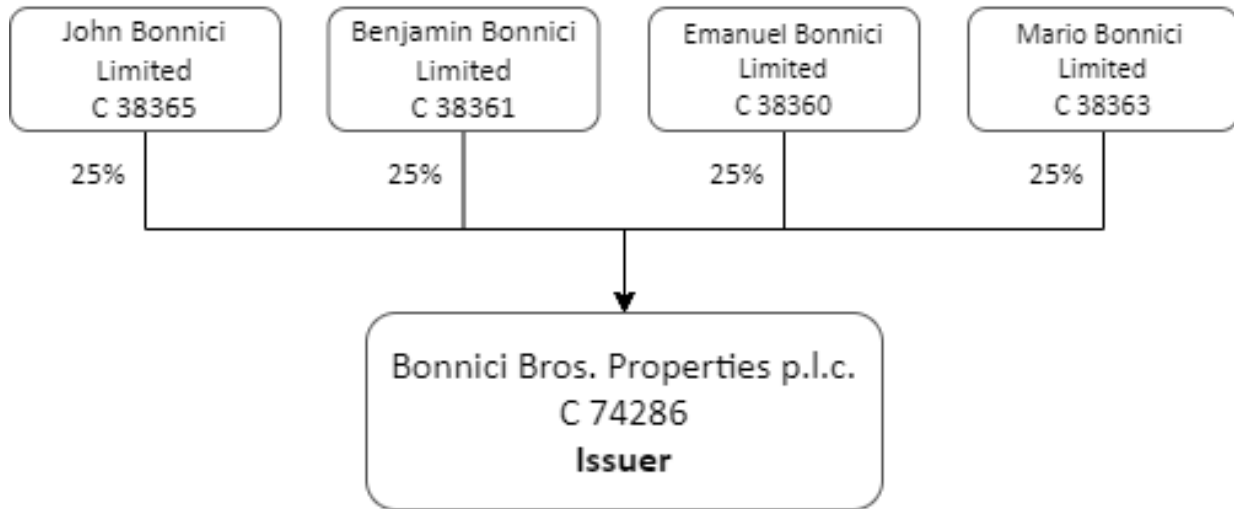 John Bonnici
Limited
C 38365
Benjamin Bonnici
Limited
C 38361
Emanuel Bonnici
Limited
C 38360
Mario Bonnici
Limited
C 38363
25%
25%
25%
25%
Bonnici Bros. Properties p.l.c.
C 74286
Issuer